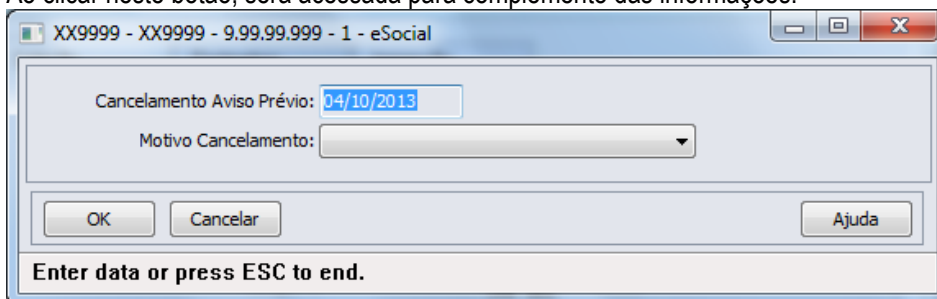 Ao clicar neste botão, será acessada para complemento das informações.
XX9999 - XX9999 - 9.99.99.999 - 1 - eSocial
Cancelamento Aviso Prévio: 04/10/2013
Motivo Cancelamento:
OK Cancelar Ajuda
Enter data or press ESC to end.